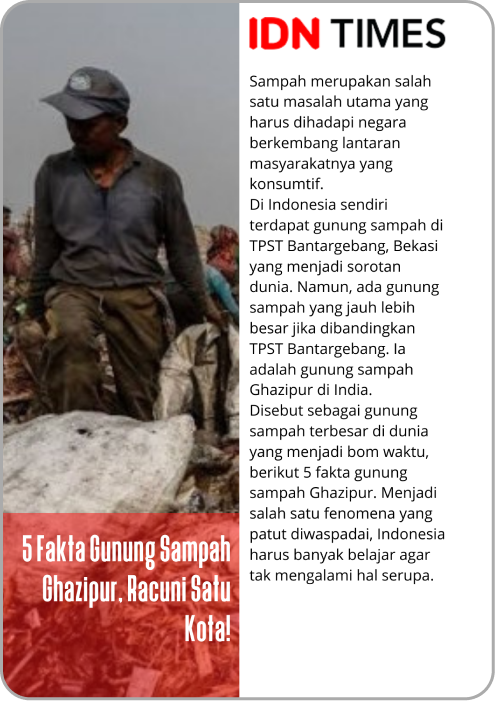 IDN TIMES
Sampah merupakan salah
satu masalah utama yang
harus dihadapi negara
berkembang lantaran
masyarakatnya yang
konsumtif.
Di Indonesia sendiri
terdapat gunung sampah di
TPST Bantargebang, Bekasi
yang menjadi sorotan
dunia. Namun, ada gunung
sampah yang jauh lebih
besar jika dibandingkan
TPST Bantargebang. Ia
adalah gunung sampah
Ghazipur di India.
Disebut sebagai gunung
sampah terbesar di dunia
yang menjadi bom waktu,
berikut 5 fakta gunung
sampah Ghazipur. Menjadi
salah satu fenomena yang
patut diwaspadai, Indonesia
harus banyak belajar agar
tak mengalami hal serupa.
5 Fakta Gunung Sampah
Ghazipur, Racuni Satu
Kota!